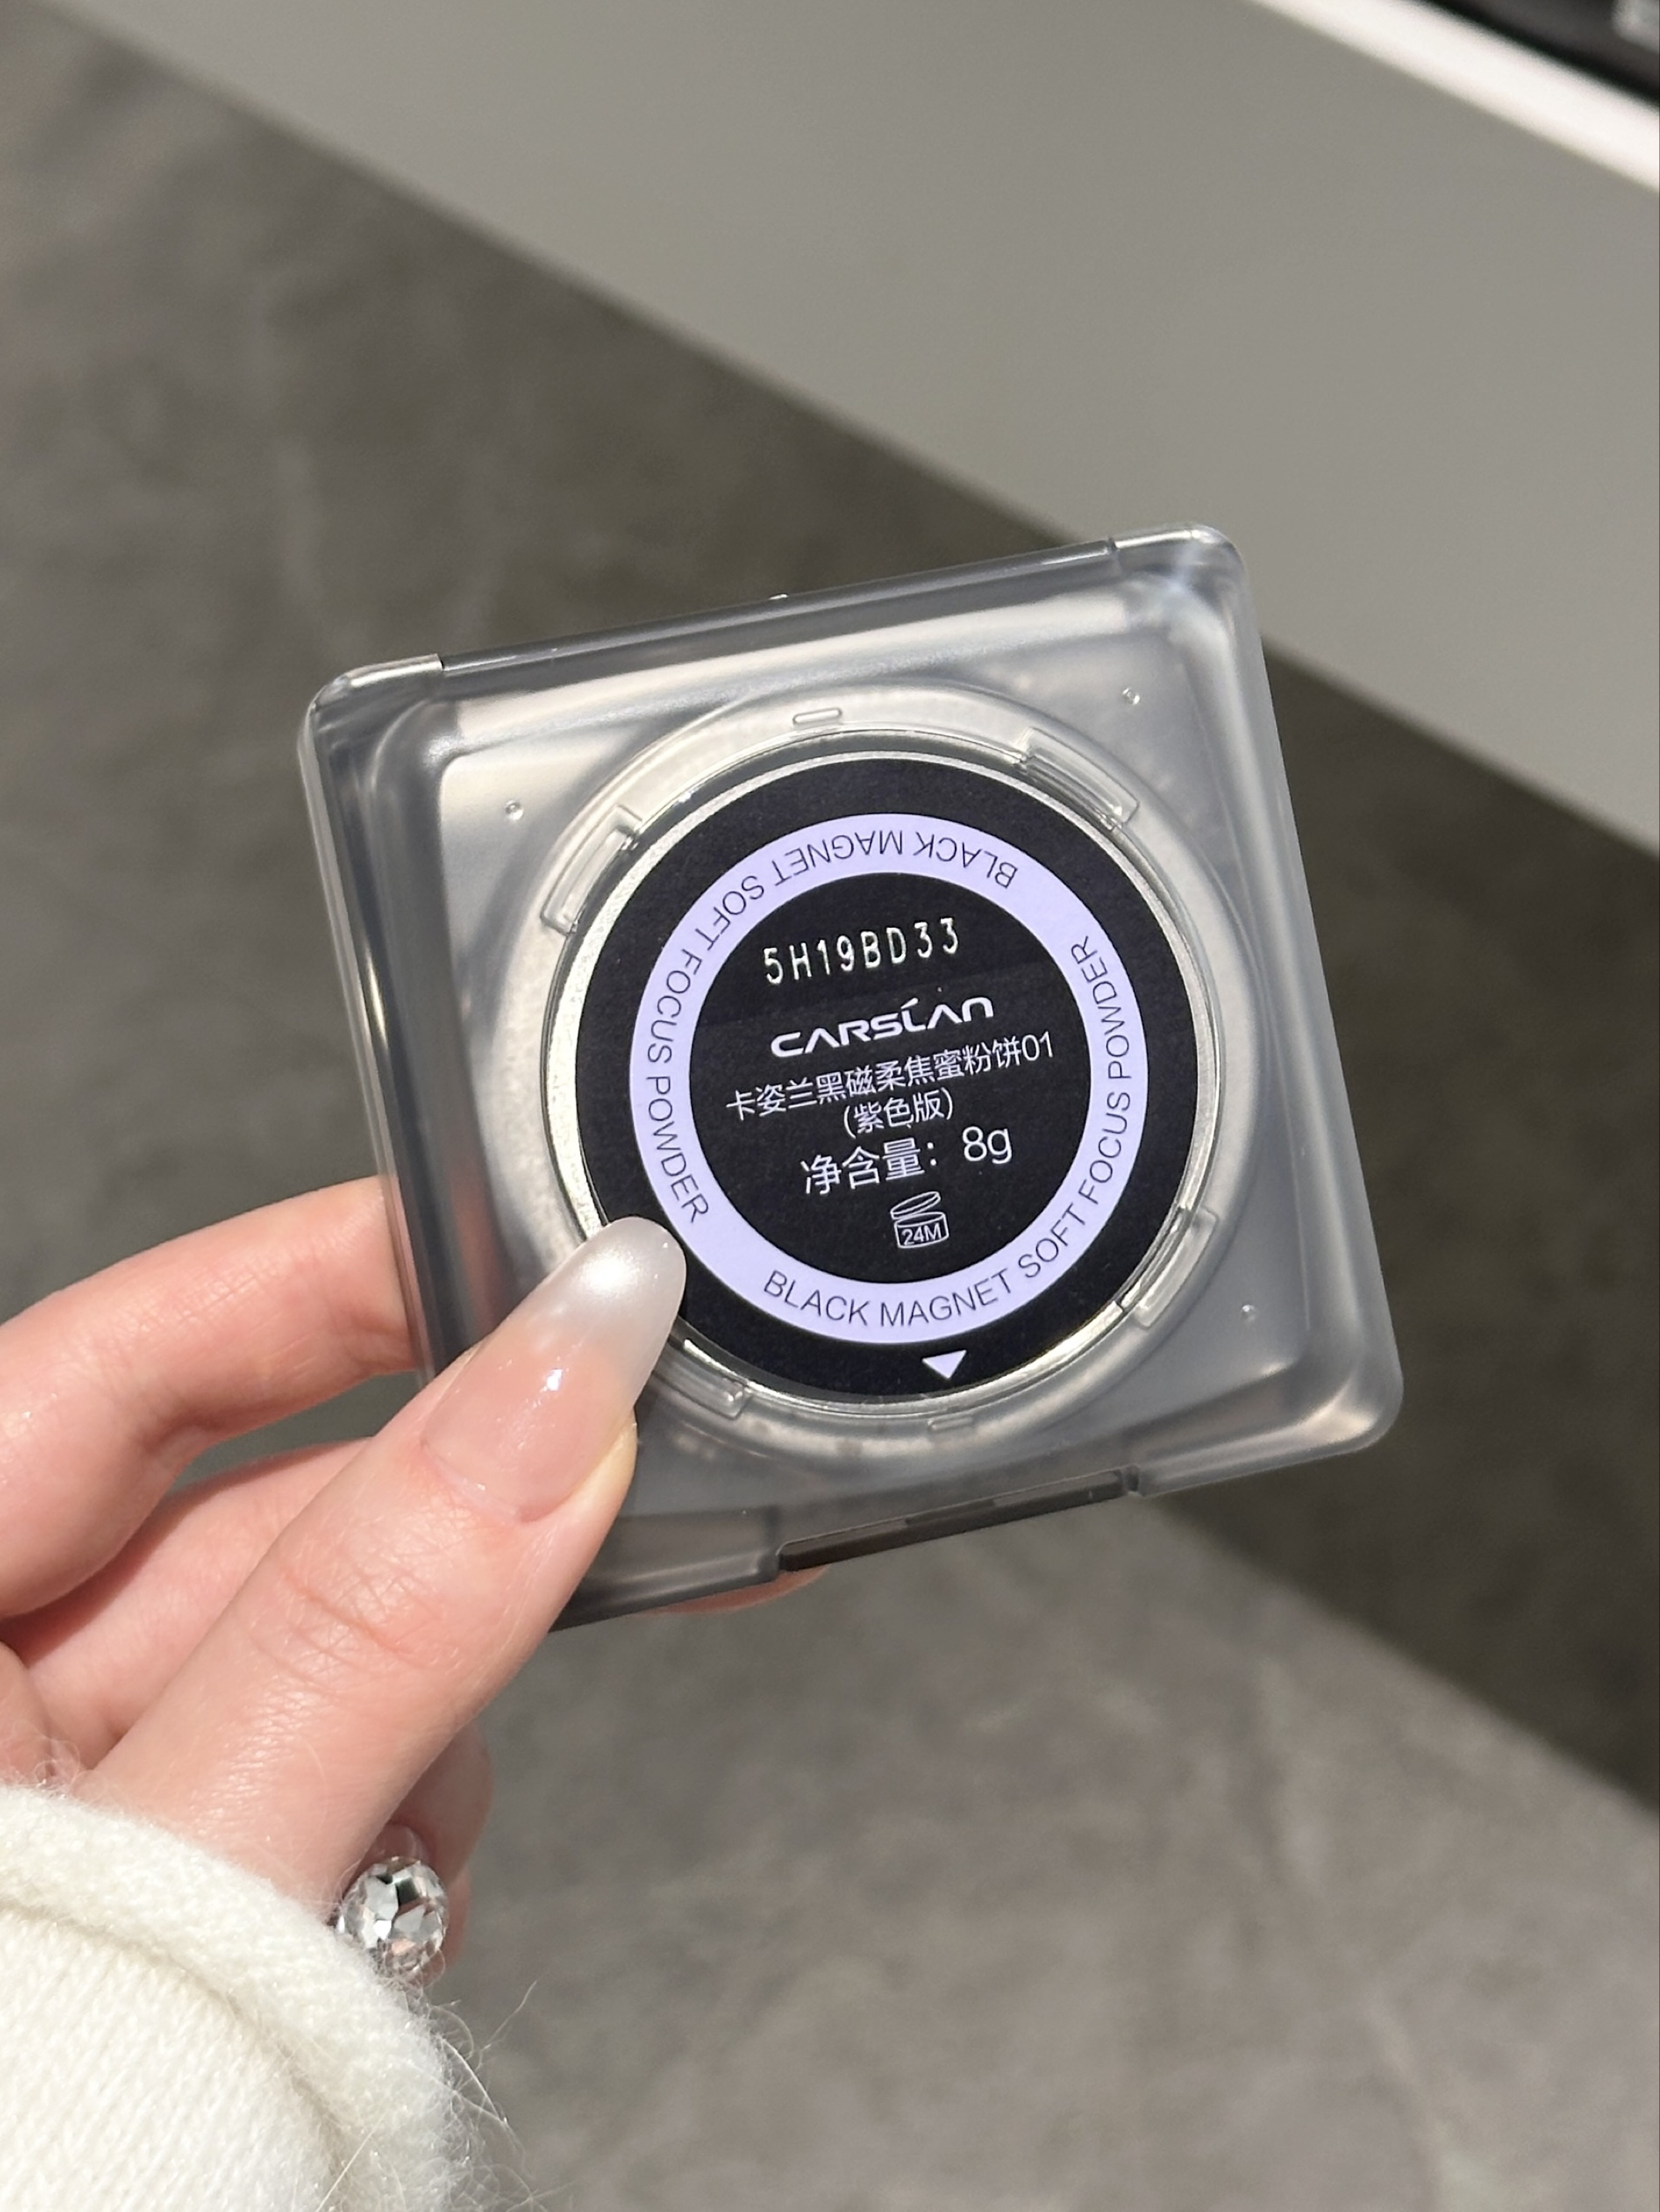 BLACK MAGNET SOFT FOCUS POWDER
5H19BD33
CARSLAN
卡姿兰黑磁柔焦蜜粉饼01
(紫色版)
净含量：8g
24M
BLACK MAGNET SOFT FOCUS POWDER